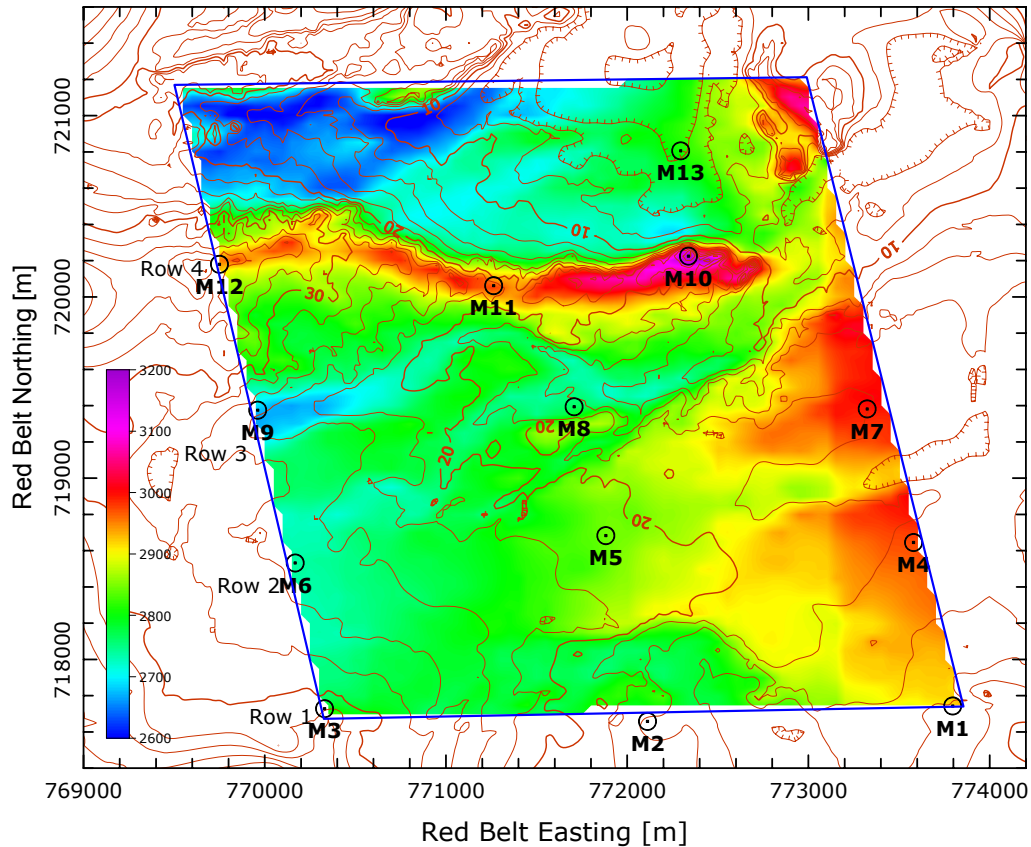 721000
720000
719000
718000
Red Belt Northing [m]
10
20
10
M13
Row 4
M12
30
M11
M10
10
3200
3100
3000
2900
2800
2700
2600
M9
Row 3
20
20
M8
M7
20
M5
M4
Row 2
M6
20
Row 1
M3
M2
M1
769000
770000
771000
772000
773000
774000
Red Belt Easting [m]